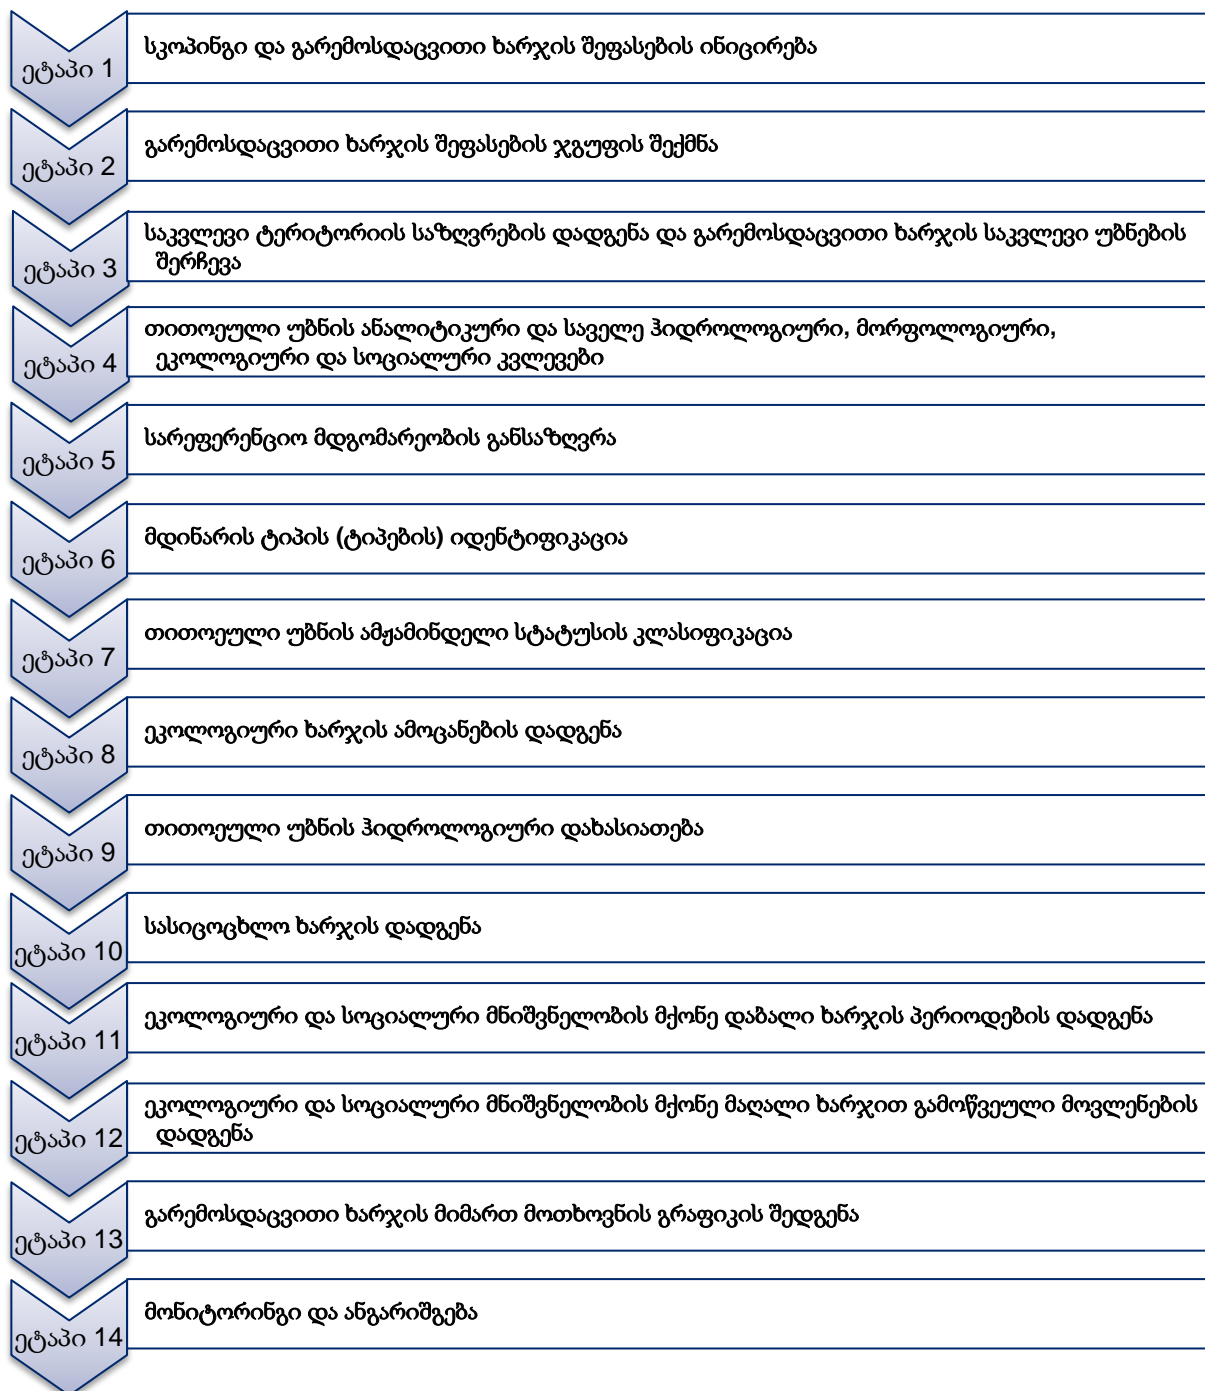 ეტაპი 1
სკოპინგი და გარემოსდაცვითი ხარჯის შეფასების ინიცირება
ეტაპი 2
გარემოსდაცვითი ხარჯის შეფასების ჯგუფის შექმნა
ეტაპი 3
საკვლევი ტერიტორიის საზღვრების დადგენა და გარემოსდაცვითი ხარჯის საკვლევი უბნების
შერჩევა
ეტაპი 4
თითოეული უბნის ანალიტიკური და საველე ჰიდროლოგიური, მორფოლოგიური,
ეკოლოგიური და სოციალური კვლევები
ეტაპი 5
სარეფერენციო მდგომარეობის განსაზღვრა
ეტაპი 6
მდინარის ტიპის (ტიპების) იდენტიფიკაცია
ეტაპი 7
თითოეული უბნის ამჟამინდელი სტატუსის კლასიფიკაცია
ეტაპი 8
ეკოლოგიური ხარჯის ამოცანების დადგენა
ეტაპი 9
თითოეული უბნის ჰიდროლოგიური დახასიათება
ეტაპი 10
სასიცოცხლო ხარჯის დადგენა
ეტაპი 11
ეკოლოგიური და სოციალური მნიშვნელობის მქონე დაბალი ხარჯის პერიოდების დადგენა
ეტაპი 12
ეკოლოგიური და სოციალური მნიშვნელობის მქონე მაღალი ხარჯით გამოწვეული მოვლენების
დადგენა
ეტაპი 13
გარემოსდაცვითი ხარჯის მიმართ მოთხოვნის გრაფიკის შედგენა
ეტაპი 14
მონიტორინგი და ანგარიშგება